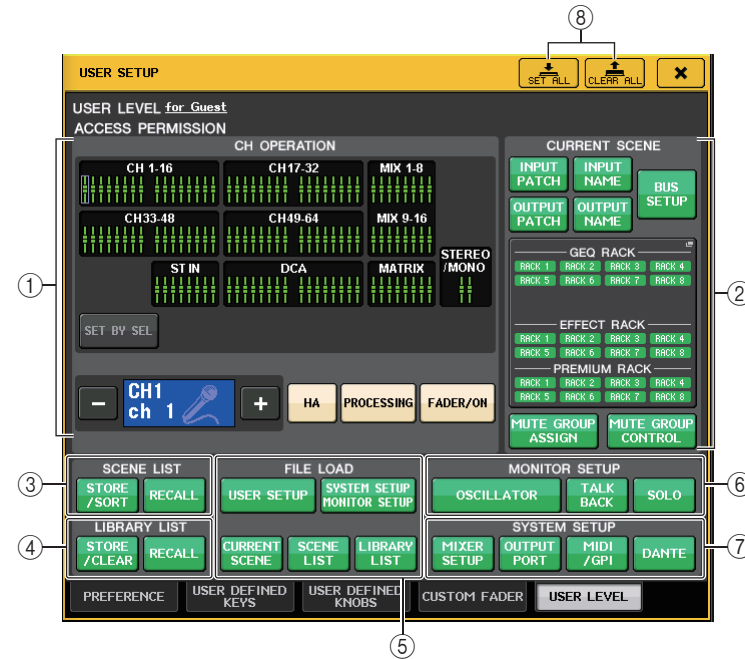 ⑧
USER SETUP
SET ALL
CLEAR ALL
USER LEVEL for Guest
ACCESS PERMISSION
CH OPERATION
CH 1-16
CH17-32
MIX 1-8
CH33-48
CH49-64
MIX 9-16
ST IN
DCA
MATRIX
STEREO
/MONO
SET BY SEL
−
CH1
ch 1
+
HA
PROCESSING
FADER/ON
①
CURRENT SCENE
INPUT
PATCH
INPUT
NAME
BUS
SETUP
OUTPUT
PATCH
OUTPUT
NAME
GEQ RACK
RACK 1 RACK 2 RACK 3 RACK 4
RACK 5 RACK 6 RACK 7 RACK 8
EFFECT RACK
RACK 1 RACK 2 RACK 3 RACK 4
RACK 5 RACK 6 RACK 7 RACK 8
PREMIUM RACK
RACK 1 RACK 2 RACK 3 RACK 4
RACK 5 RACK 6 RACK 7 RACK 8
MUTE GROUP
ASSIGN
MUTE GROUP
CONTROL
②
③
SCENE LIST
STORE
/SORT
RECALL
④
LIBRARY LIST
STORE
/CLEAR
RECALL
FILE LOAD
USER SETUP
SYSTEM SETUP
MONITOR SETUP
CURRENT
SCENE
SCENE
LIST
LIBRARY
LIST
⑤
MONITOR SETUP
OSCILLATOR
TALK
BACK
SOLO
⑥
SYSTEM SETUP
MIXER
SETUP
OUTPUT
PORT
MIDI
/GPI
DANTE
⑦
PREFERENCE
USER DEFINED
KEYS
USER DEFINED
KNOBS
CUSTOM FADER
USER LEVEL